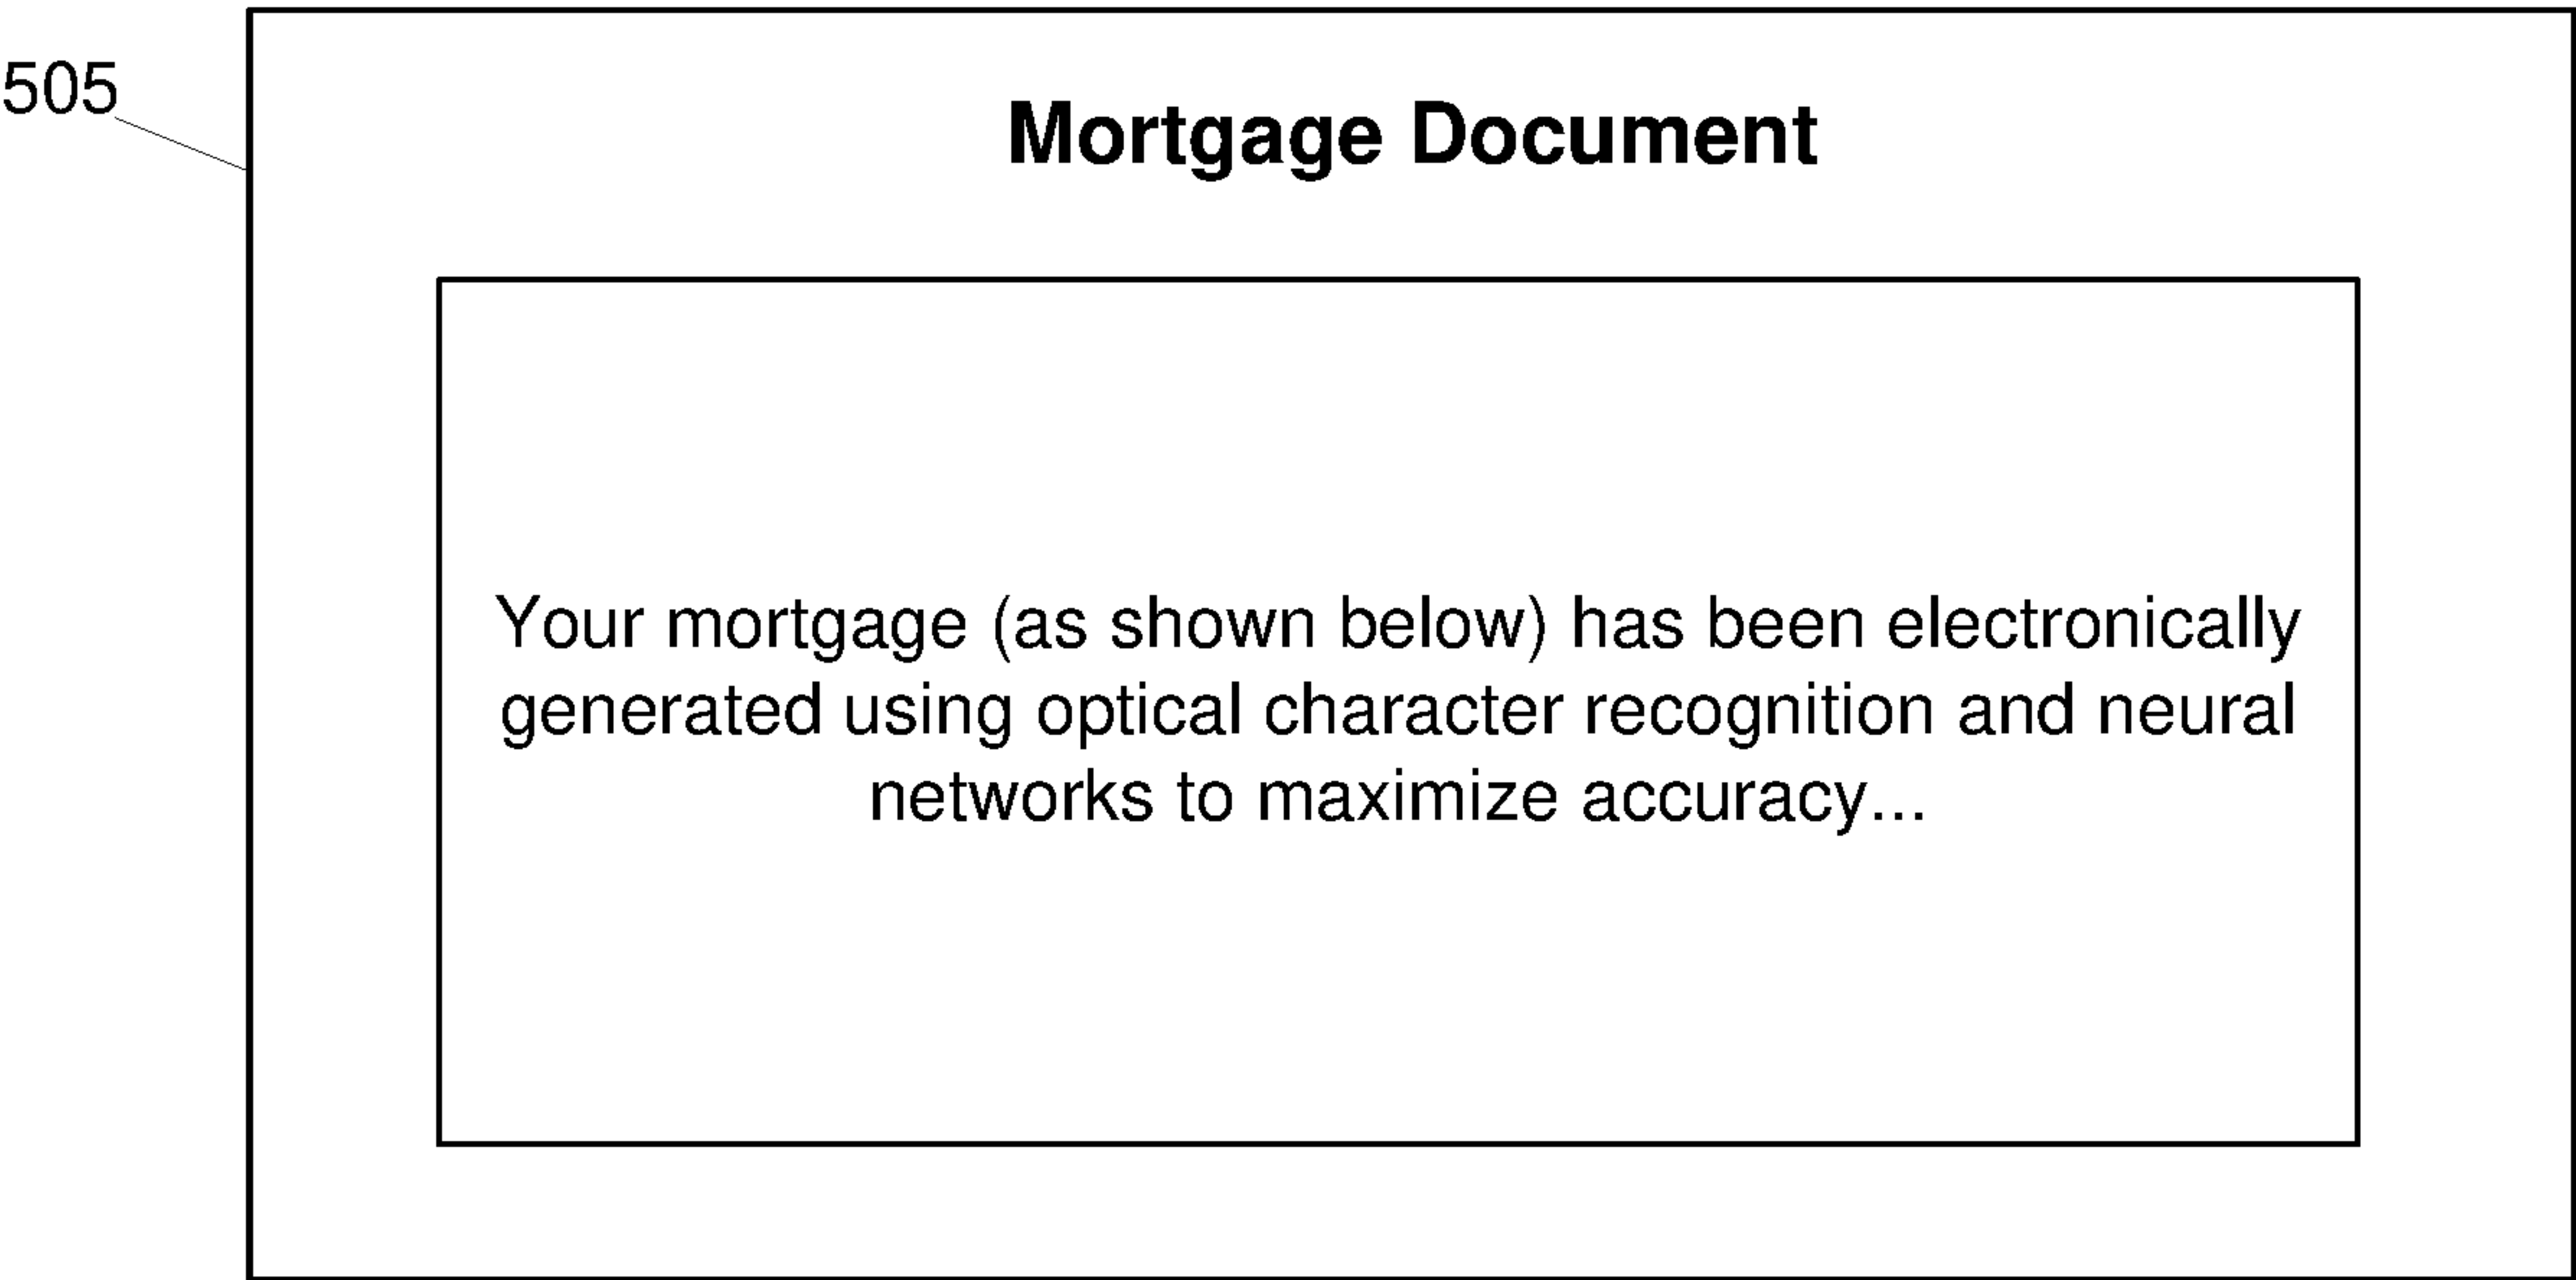 505
Mortgage Document
Your mortgage (as shown below) has been electronically
generated using optical character recognition and neural
networks to maximize accuracy...